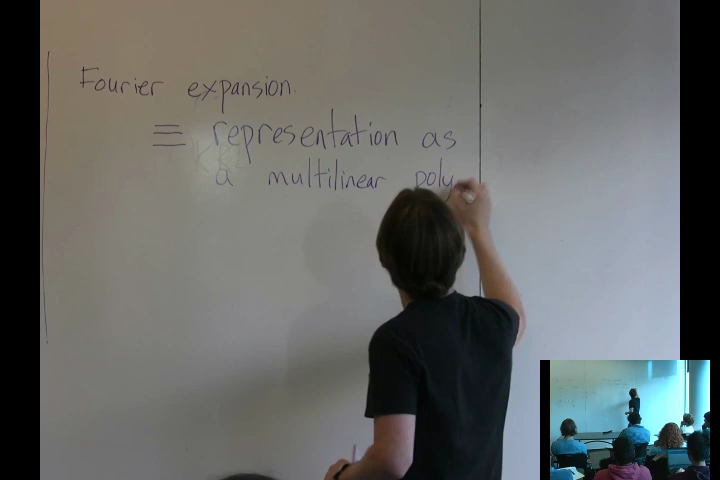 Fourier expansion.
≡ representation as
a multilinear poly